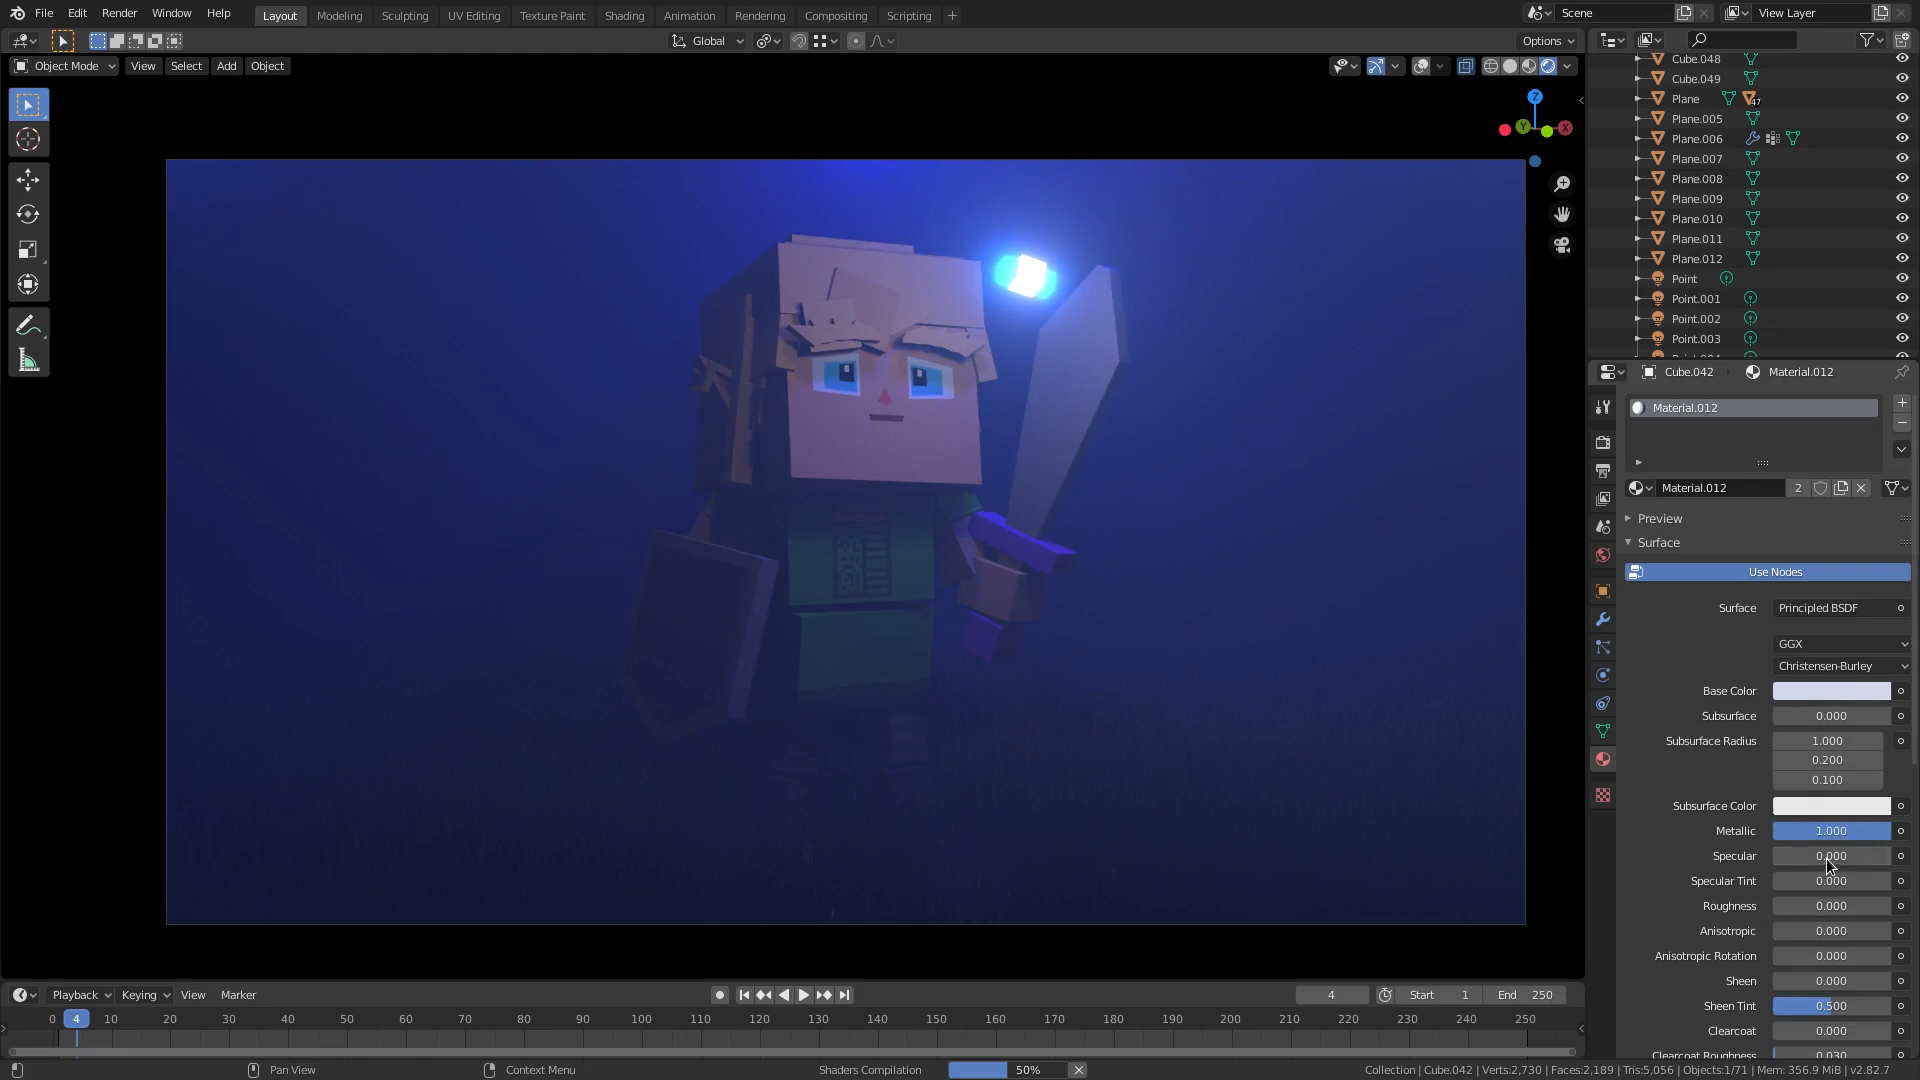 File Edit Render Window Help Layout Modeling Sculpting UV Editing Texture Paint Shading Animation Rendering Compositing Scripting + Scene View Layer
Global Options
Object Mode View Select Add Object
Z
Y
X
Cube.048
Cube.049
Plane 47
Plane.005
Plane.006
Plane.007
Plane.008
Plane.009
Plane.010
Plane.011
Plane.012
Point
Point.001
Point.002
Point.003
Cube.042 Material.012
Material.012
Material.012 2
Preview
Surface
Use Nodes
Surface Principled BSDF
GGX
Christensen-Burley
Base Color
Subsurface 0.000
Subsurface Radius 1.000
0.200
0.100
Subsurface Color
Metallic 1.000
Specular 0.000
Specular Tint 0.000
Roughness 0.000
Anisotropic 0.000
Anisotropic Rotation 0.000
Sheen 0.000
Sheen Tint 0.500
Clearcoat 0.000
Clearcoat Roughness 0.030
Playback Keying View Marker 4 Start 1 End 250
0 4 10 20 30 40 50 60 70 80 90 100 110 120 130 140 150 160 170 180 190 200 210 220 230 240 250
Pan View Context Menu Shaders Compilation 50% Collection | Cube.042 | Verts:2,730 | Faces:2,189 | Tris:5,056 | Objects:1/71 | Mem: 356.9 MiB | v2.82.7